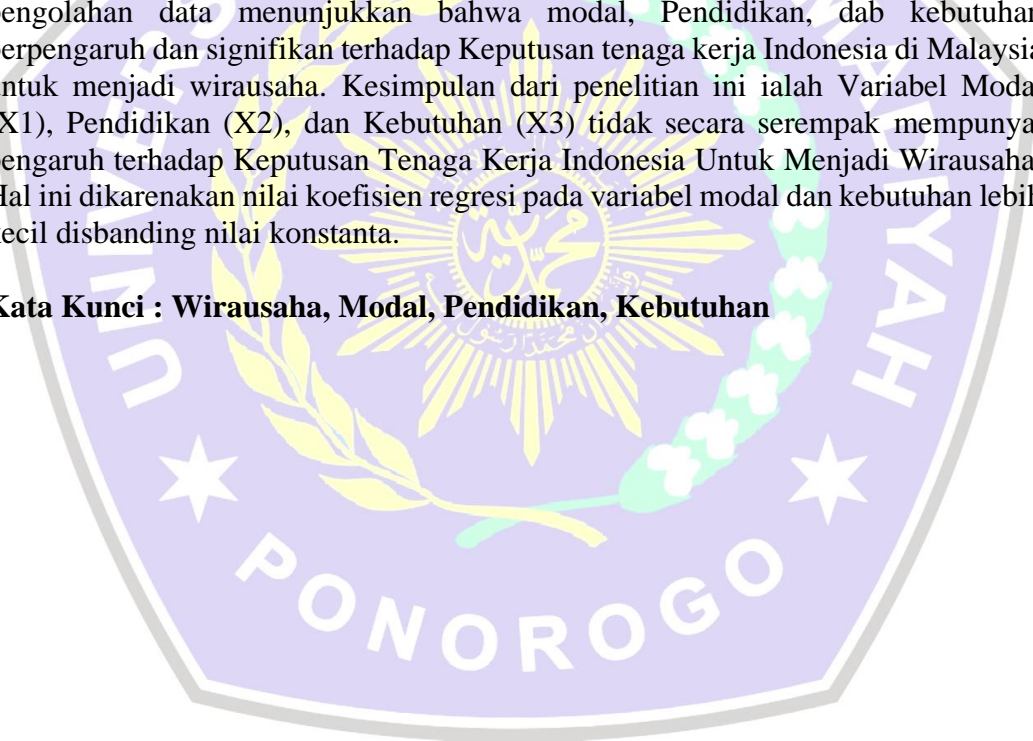 pengolahan data menunjukkan bahwa modal, Pendidikan, dab kebutuhan
berpengaruh dan signifikan terhadap Keputusan tenaga kerja Indonesia di Malaysia
untuk menjadi wirausaha. Kesimpulan dari penelitian ini ialah Variabel Modal
(X1), Pendidikan (X2), dan Kebutuhan (X3) tidak secara serempak mempunyai
pengaruh terhadap Keputusan Tenaga Kerja Indonesia Untuk Menjadi Wirausaha.
Hal ini dikarenakan nilai koefisien regresi pada variabel modal dan kebutuhan lebih
kecil disbanding nilai konstanta.
Kata Kunci : Wirausaha, Modal, Pendidikan, Kebutuhan
PONOROGO